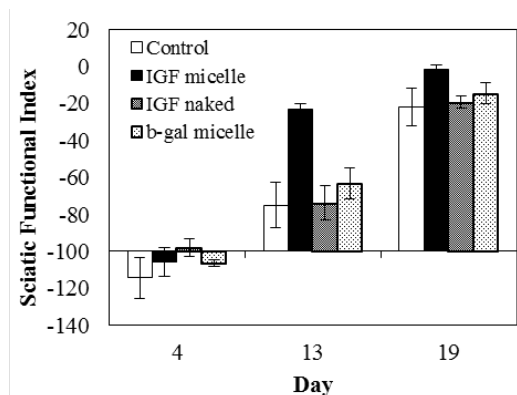 20
0
-20
-40
-60
-80
-100
-120
-140
Sciatic Functional Index
Control
IGF micelle
IGF naked
b-gal micelle
4 13 19
Day